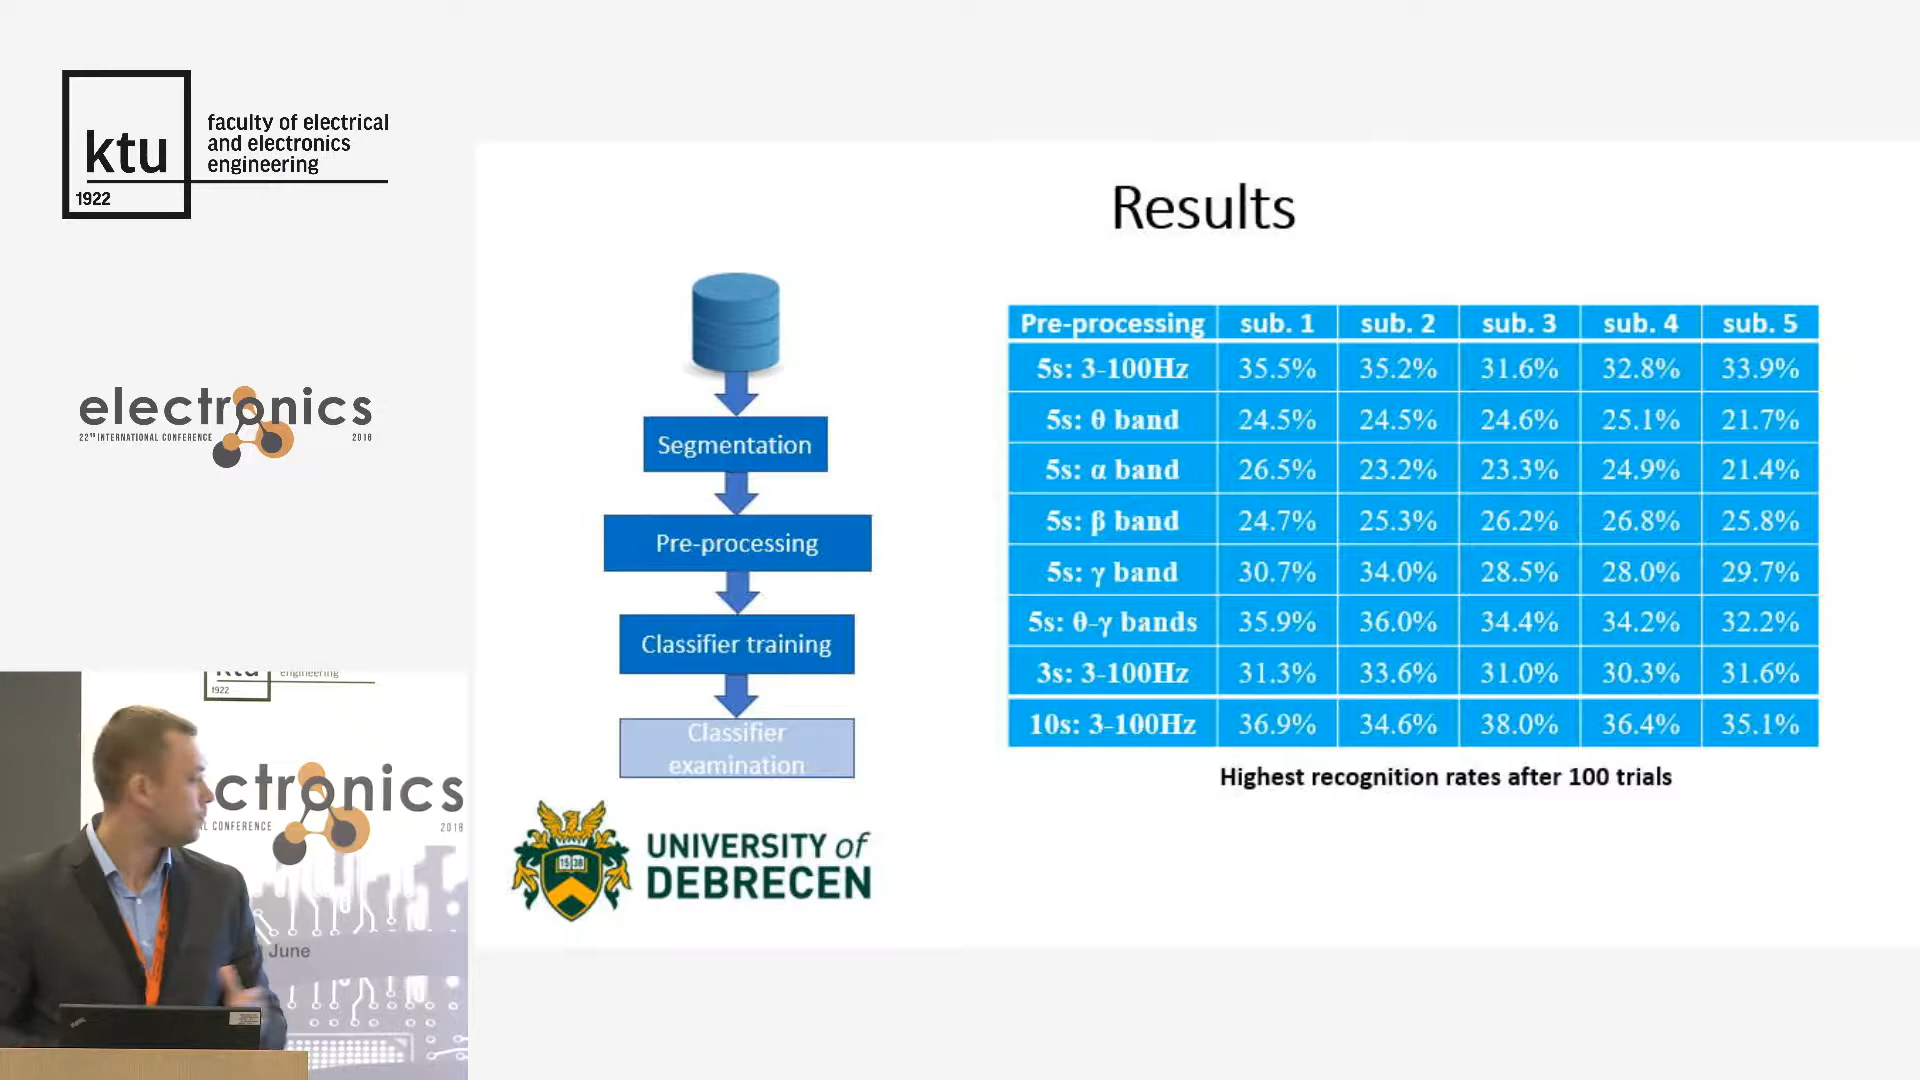 ktu
1922
faculty of electrical
and electronics
engineering
electronics
22ND INTERNATIONAL CONFERENCE 2018
Results
Segmentation
Pre-processing
Classifier training
Classifier
examination
UNIVERSITY of
DEBRECEN
1538
Pre-processing sub. 1 sub. 2 sub. 3 sub. 4 sub. 5
5s: 3-100Hz 35.5% 35.2% 31.6% 32.8% 33.9%
5s: θ band 24.5% 24.5% 24.6% 25.1% 21.7%
5s: α band 26.5% 23.2% 23.3% 24.9% 21.4%
5s: β band 24.7% 25.3% 26.2% 26.8% 25.8%
5s: γ band 30.7% 34.0% 28.5% 28.0% 29.7%
5s: θ-γ bands 35.9% 36.0% 34.4% 34.2% 32.2%
3s: 3-100Hz 31.3% 33.6% 31.0% 30.3% 31.6%
10s: 3-100Hz 36.9% 34.6% 38.0% 36.4% 35.1%
Highest recognition rates after 100 trials
ktu
1922
engineering
ctronics
L CONFERENCE 2018
June